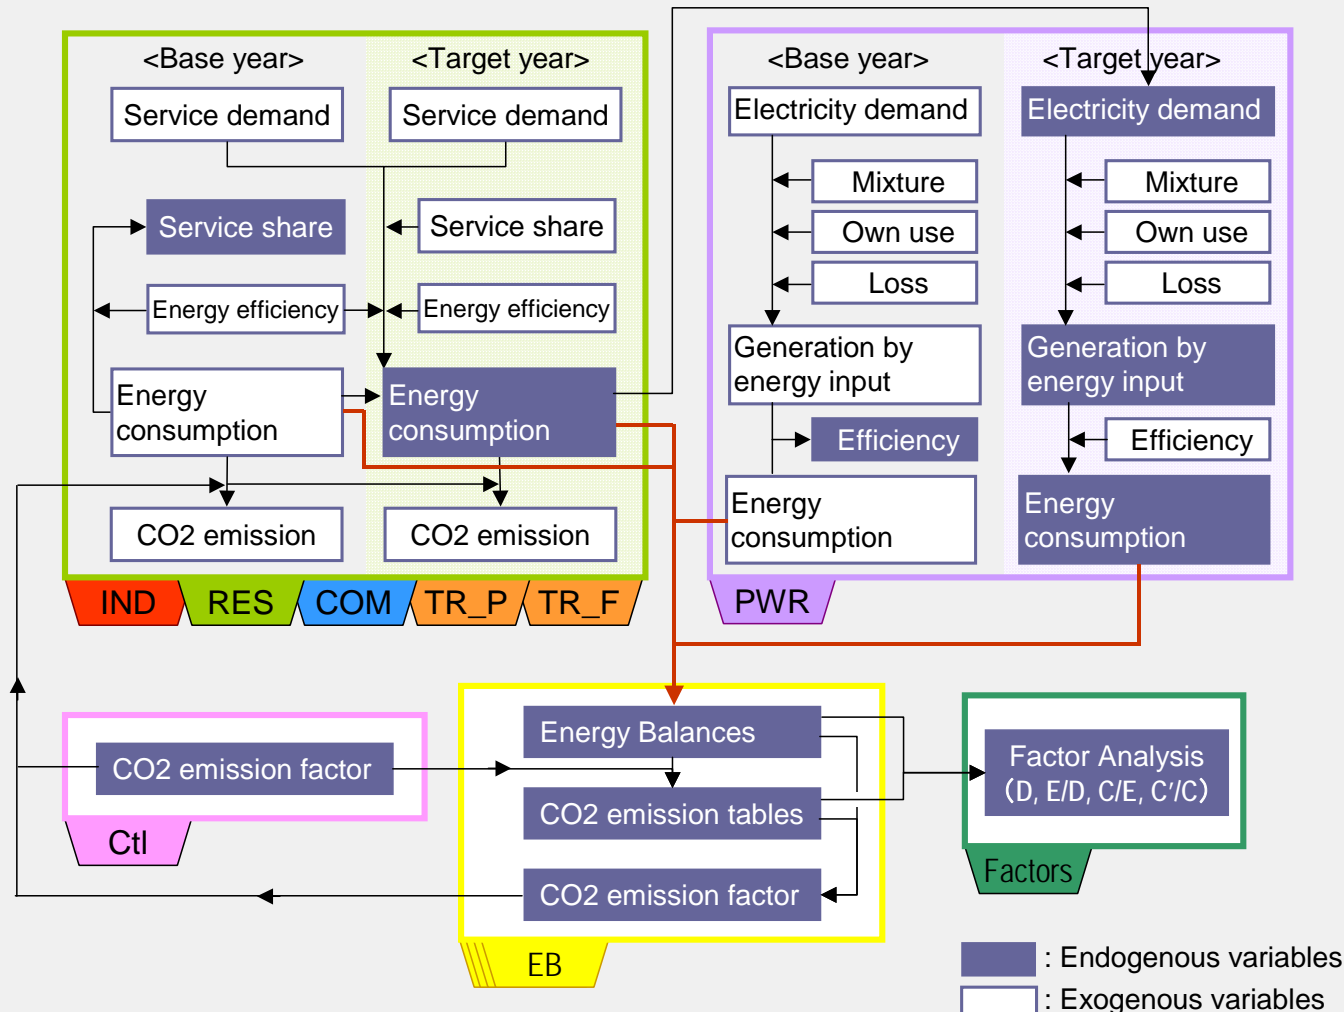 <Base year>
<Target year>
Service demand
Service demand
Service share
Service share
Energy efficiency
Energy efficiency
Energy
consumption
Energy
consumption
CO2 emission
CO2 emission
IND
RES
COM
TR_P
TR_F
<Base year>
<Target year>
Electricity demand
Electricity demand
Mixture
Mixture
Own use
Own use
Loss
Loss
Generation by
energy input
Generation by
energy input
Efficiency
Efficiency
Energy
consumption
Energy
consumption
PWR
CO2 emission factor
Ctl
Energy Balances
CO2 emission tables
CO2 emission factor
EB
Factor Analysis
(D, E/D, C/E, C'/C)
Factors
: Endogenous variables
: Exogenous variables